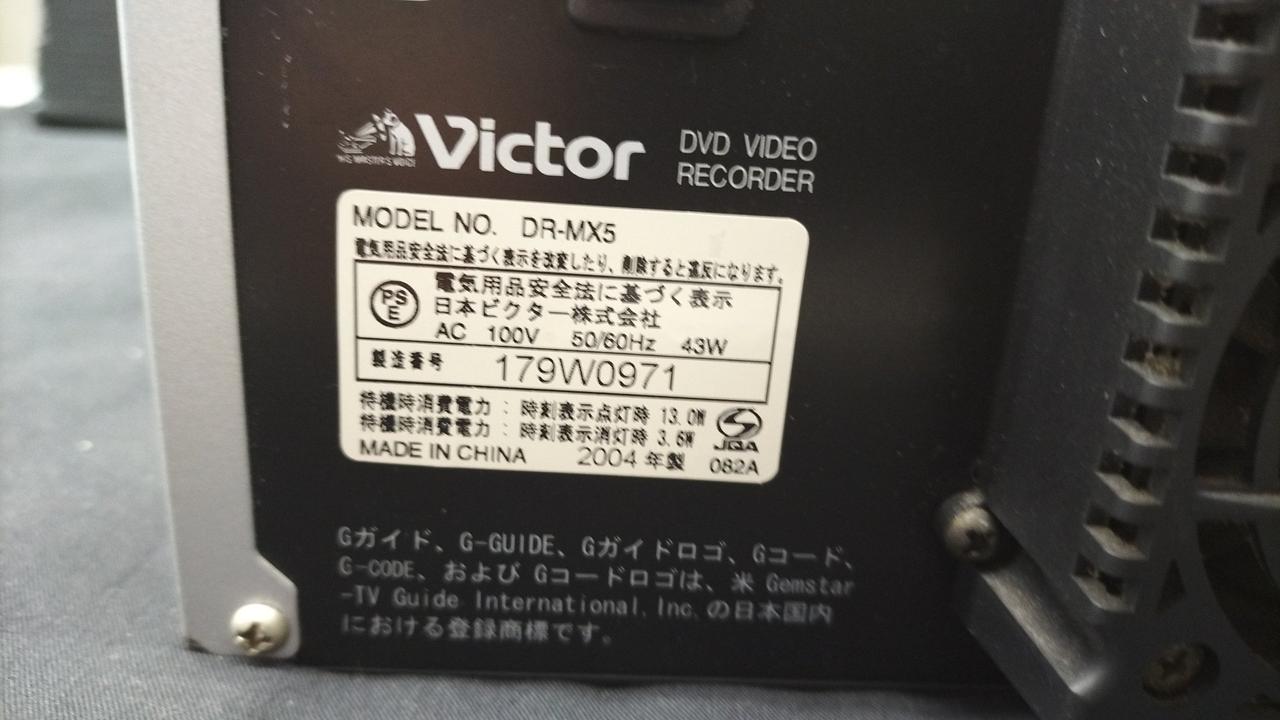 HIS MASTER'S VOICE
Victor
DVD VIDEO
RECORDER
MODEL NO. DR-MX5
電気用品安全法に基づく表示を改変したり、削除すると違反になります。
PS
E
電気用品安全法に基づく表示
日本ビクター株式会社
AC 100V 50/60Hz 43W
製造番号 179W0971
待機時消費電力 : 時刻表示点灯時 13.0W
待機時消費電力 : 時刻表示消灯時 3.6W
JQA
MADE IN CHINA 2004 年製 082A
Gガイド、G-GUIDE、Gガイドロゴ、Gコード、
G-CODE、および Gコードロゴは、米 Gemstar
-TV Guide International, Inc. の日本国内
における登録商標です。